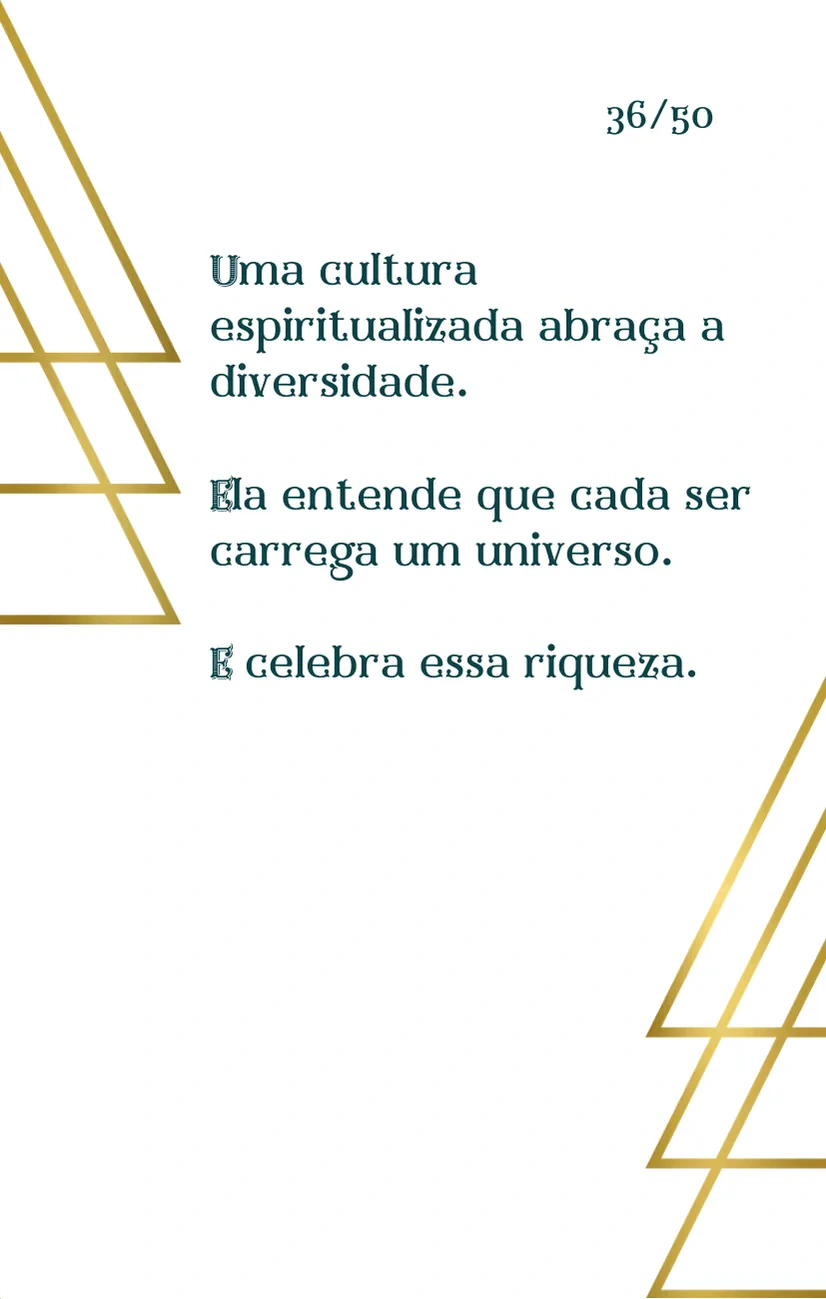 36/50
Uma cultura
espiritualizada abraça a
diversidade.
Ela entende que cada ser
carrega um universo.
E celebra essa riqueza.